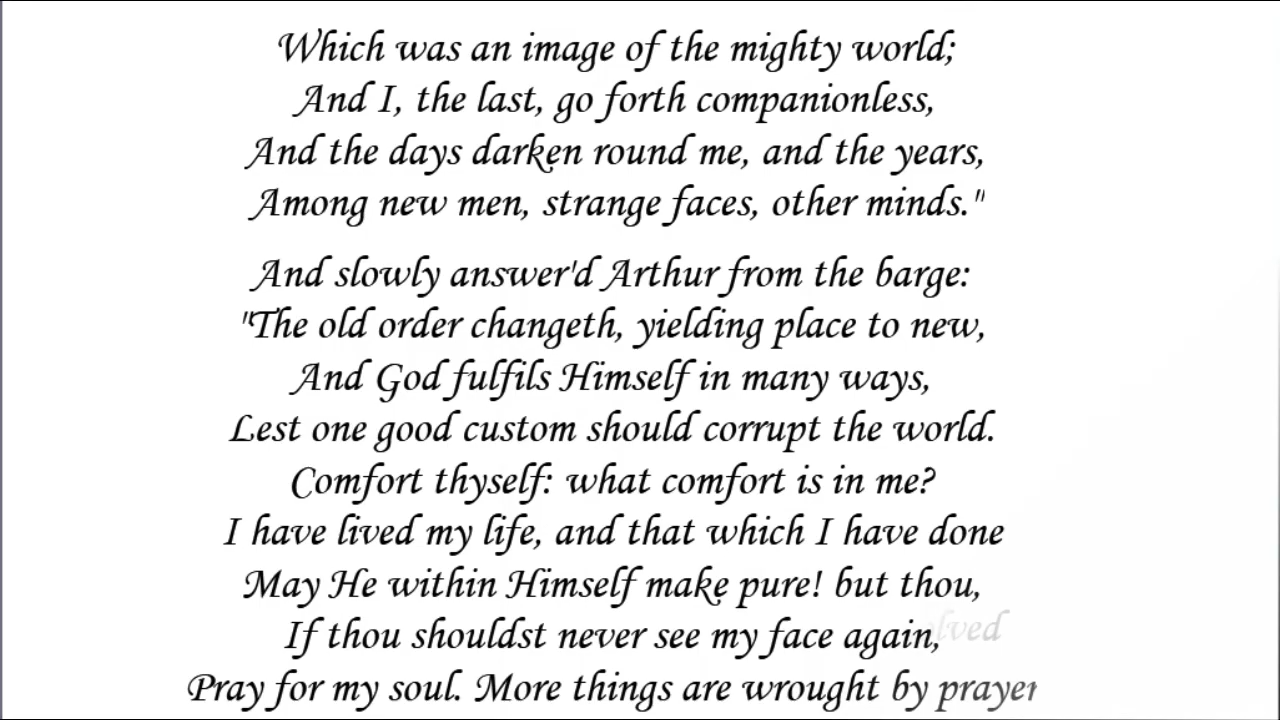 Which was an image of the mighty world;
And I, the last, go forth companionless,
And the days darken round me, and the years,
Among new men, strange faces, other minds."
And slowly answer'd Arthur from the barge:
"The old order changeth, yielding place to new,
And God fulfils Himself in many ways,
Lest one good custom should corrupt the world.
Comfort thyself: what comfort is in me?
I have lived my life, and that which I have done
May He within Himself make pure! but thou,
If thou shouldst never see my face again,
Pray for my soul. More things are wrought by prayer